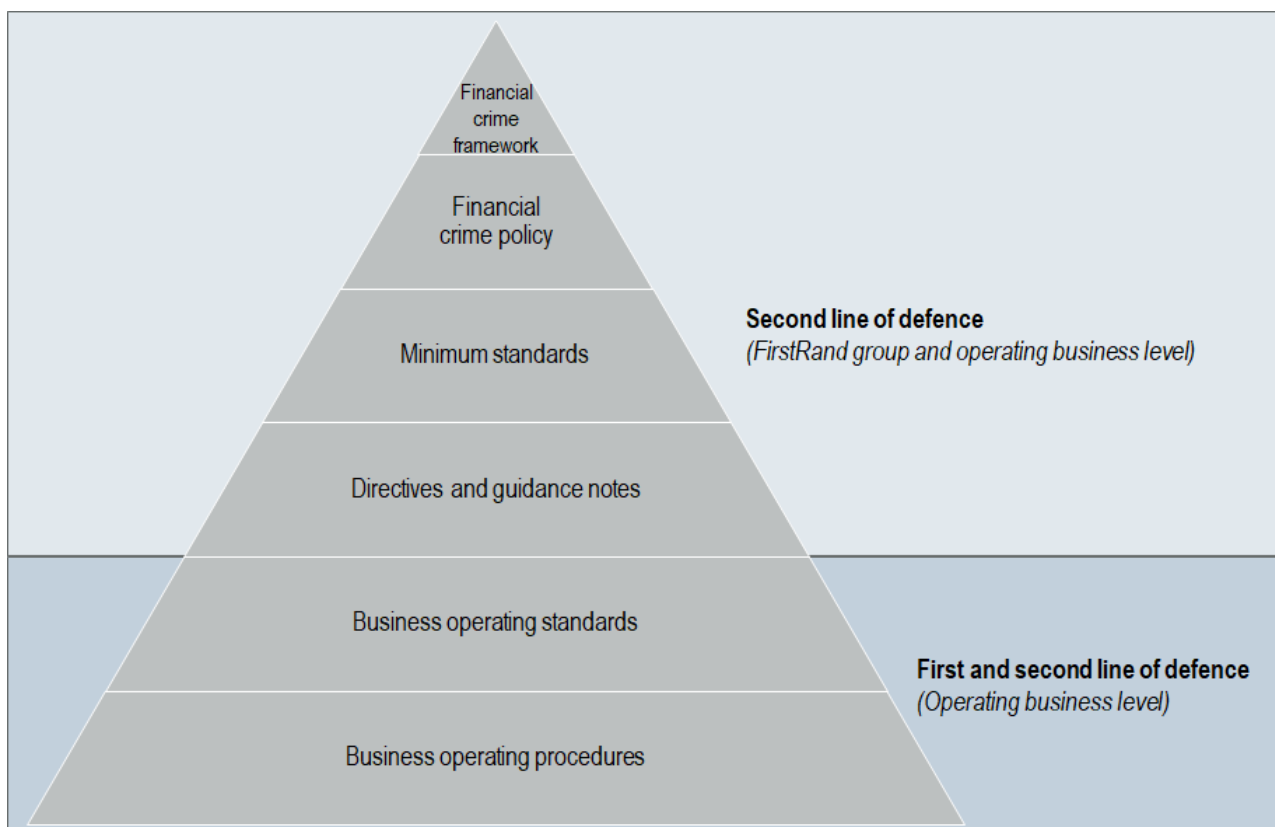 Financial
crime
framework
Financial
crime policy
Minimum standards
Second line of defence
(FirstRand group and operating business level)
Directives and guidance notes
Business operating standards
First and second line of defence
(Operating business level)
Business operating procedures